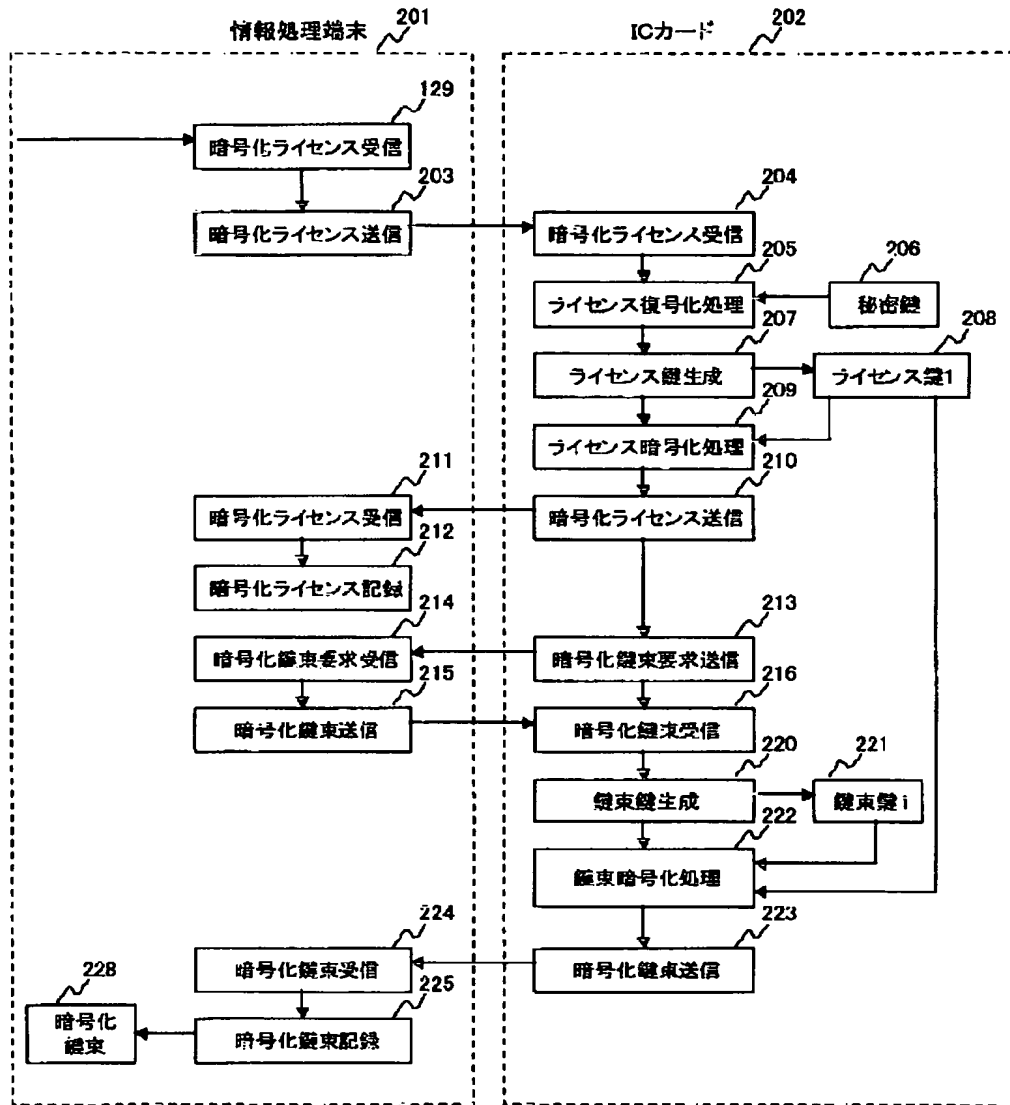 情報処理端末
201
ICカード
202
129
暗号化ライセンス受信
203
暗号化ライセンス送信
204
暗号化ライセンス受信
205
ライセンス復号化処理
206
秘密鍵
207
ライセンス鍵生成
208
ライセンス鍵1
209
ライセンス暗号化処理
210
暗号化ライセンス送信
211
暗号化ライセンス受信
212
暗号化ライセンス記録
213
暗号化鍵束要求送信
214
暗号化鍵束要求受信
215
暗号化鍵束送信
216
暗号化鍵束受信
220
鍵束鍵生成
221
鍵束鍵i
222
鍵束暗号化処理
223
暗号化鍵束送信
224
暗号化鍵束受信
225
暗号化鍵束記録
228
暗号化
鍵束